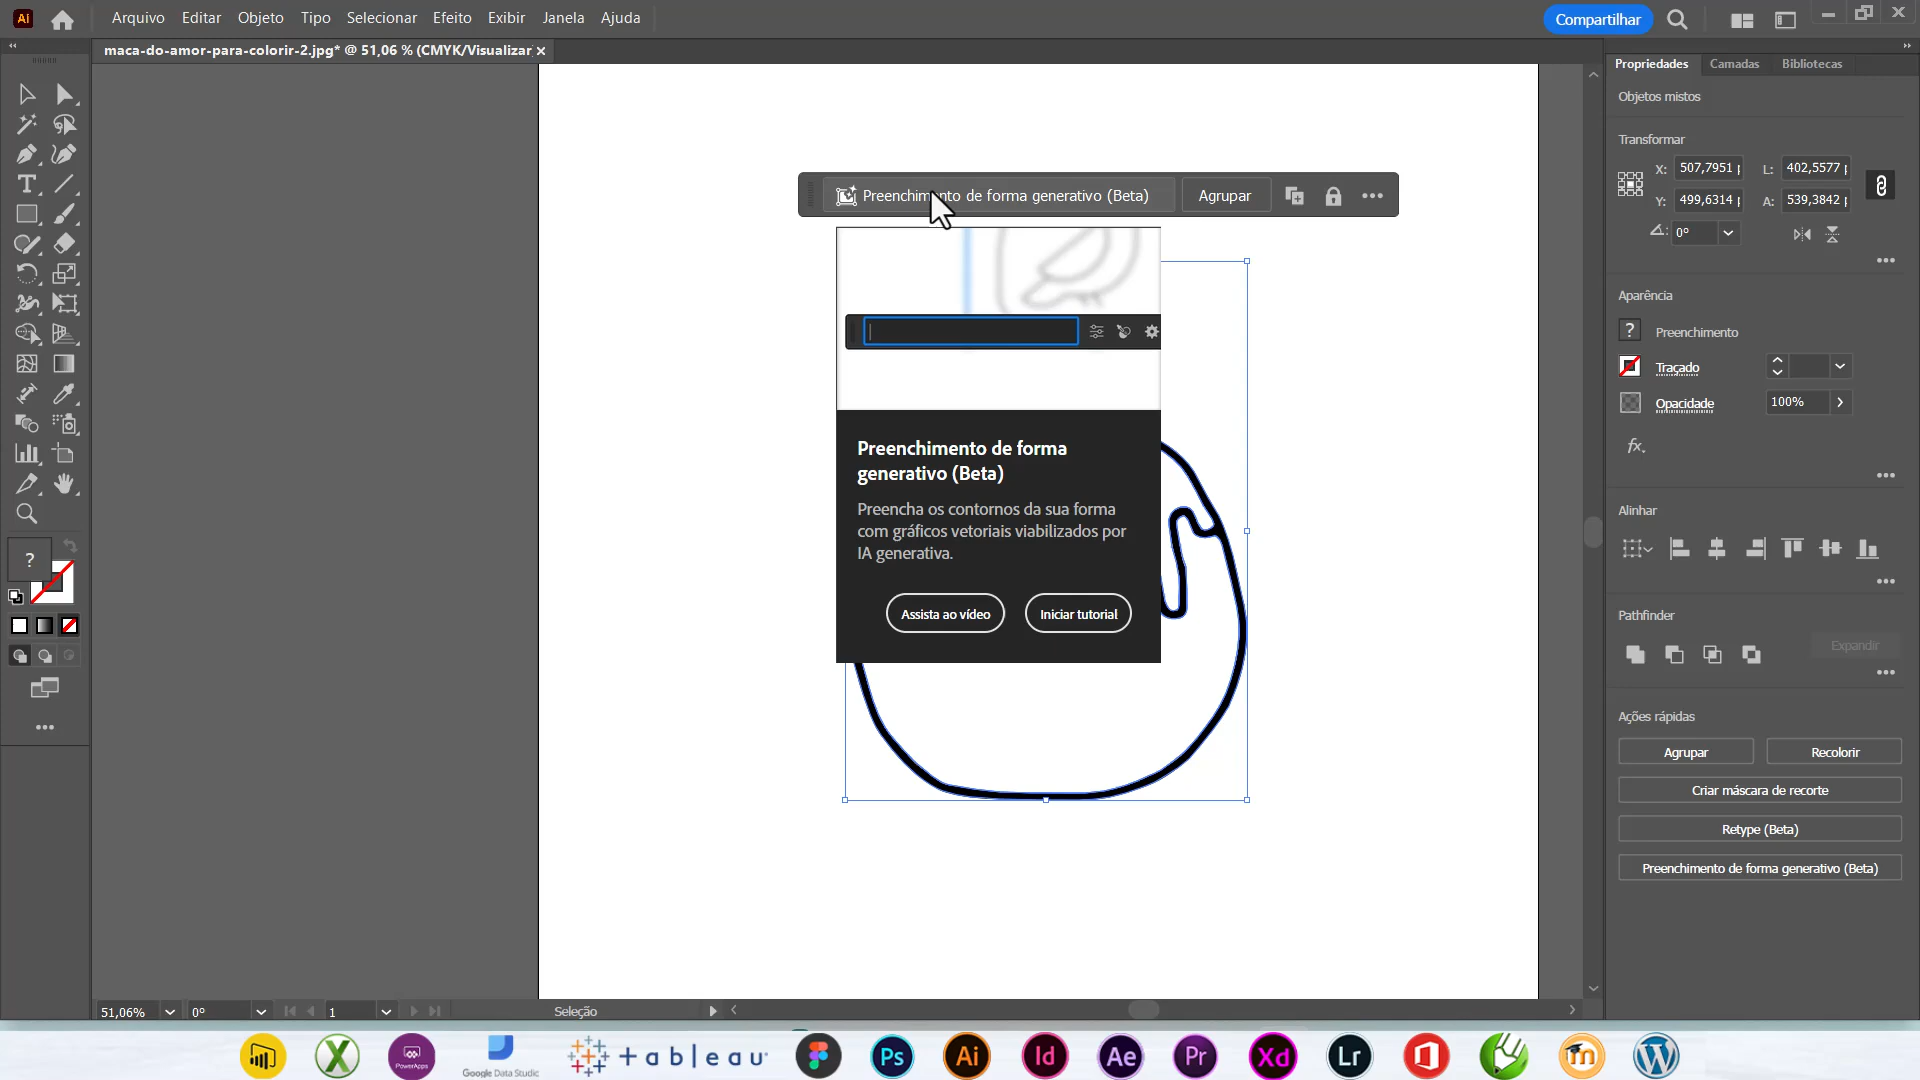 Ai
Arquivo Editar Objeto Tipo Selecionar Efeito Exibir Janela Ajuda
Compartilhar
maca-do-amor-para-colorir-2.jpg* @ 51,06 % (CMYK/Visualizar
Propriedades Camadas Bibliotecas
Objetos mistos
Transformar
X: 507,7951 L: 402,5577
Y: 499,6314 A: 539,3842
0°
Preenchimento de forma generativo (Beta) Agrupar
Aparência
? Preenchimento
Traçado
Opacidade 100%
fx.
Preenchimento de forma
generativo (Beta)
Preencha os contornos da sua forma
com gráficos vetoriais viabilizados por
IA generativa.
Assista ao vídeo Iniciar tutorial
?
Alinhar
Pathfinder
Expandir
Ações rápidas
Agrupar Recolorir
Criar máscara de recorte
Retype (Beta)
Preenchimento de forma generativo (Beta)
51,06% 0° 1 Seleção
PowerApps Google Data Studio + a b l e a u Ps Ai Id Ae Pr Xd Lr